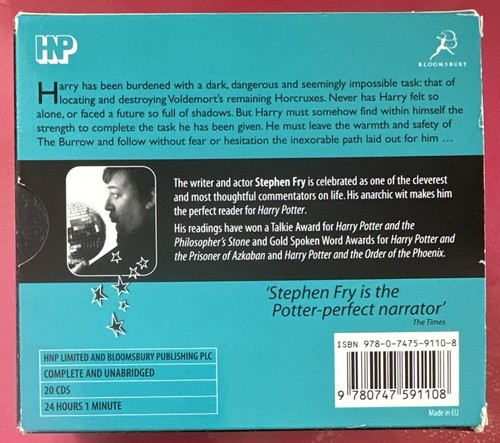 HNP
BLOOMSBURY
Harry has been burdened with a dark, dangerous and seemingly impossible task: that of
locating and destroying Voldemort's remaining Horcruxes. Never has Harry felt so
alone, or faced a future so full of shadows. But Harry must somehow find within himself the
strength to complete the task he has been given. He must leave the warmth and safety of
The Burrow and follow without fear or hesitation the inexorable path laid out for him ...
The writer and actor Stephen Fry is celebrated as one of the cleverest
and most thoughtful commentators on life. His anarchic wit makes him
the perfect reader for Harry Potter.
His readings have won a Talkie Award for Harry Potter and the
Philosopher's Stone and Gold Spoken Word Awards for Harry Potter and
the Prisoner of Azkaban and Harry Potter and the Order of the Phoenix.
'Stephen Fry is the
Potter-perfect narrator'
The Times
HNP LIMITED AND BLOOMSBURY PUBLISHING PLC
COMPLETE AND UNABRIDGED
20 CDS
24 HOURS 1 MINUTE
ISBN 978-0-7475-9110-8
9 780747 591108
Made in EU